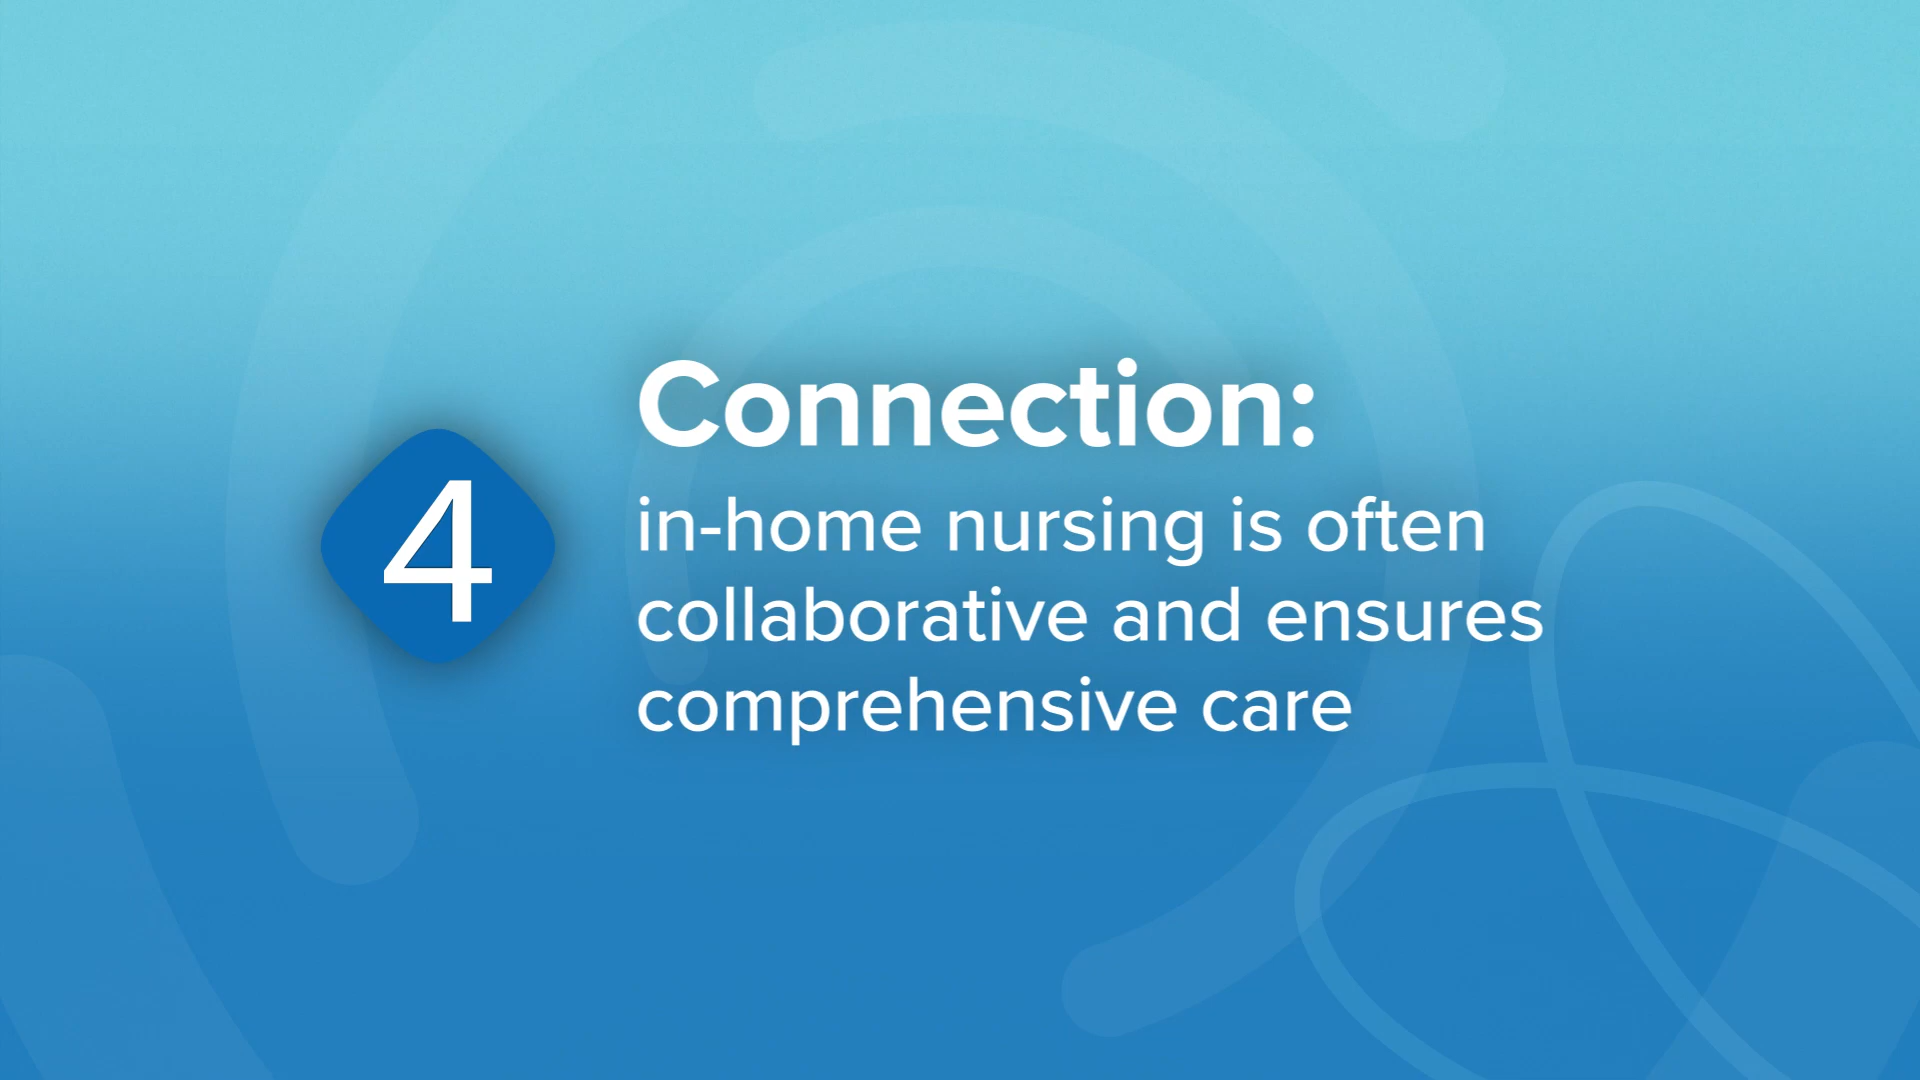 4
Connection:
in-home nursing is often
collaborative and ensures
comprehensive care